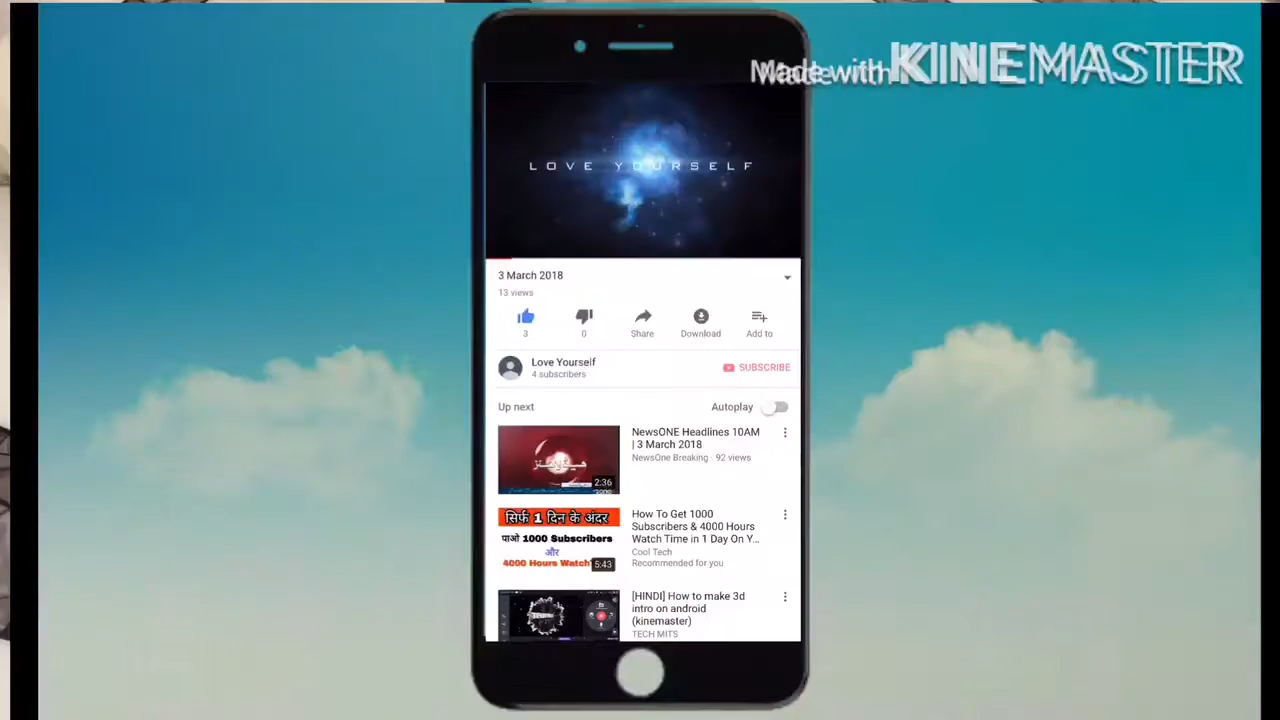 Made with KINEMASTER
LOVE YOURSELF
3 March 2018
13 views
3
0
Share
Download
Add to
Love Yourself
4 subscribers
SUBSCRIBE
Up next
Autoplay
NewsONE Headlines 10AM
| 3 March 2018
NewsOne Breaking · 92 views
2:36
सिर्फ 1 दिन के अंदर
पाओ 1000 Subscribers
और
4000 Hours Watch
5:43
How To Get 1000
Subscribers & 4000 Hours
Watch Time in 1 Day On Y...
Cool Tech
Recommended for you
[HINDI] How to make 3d
intro on android
(kinemaster)
TECH MITS